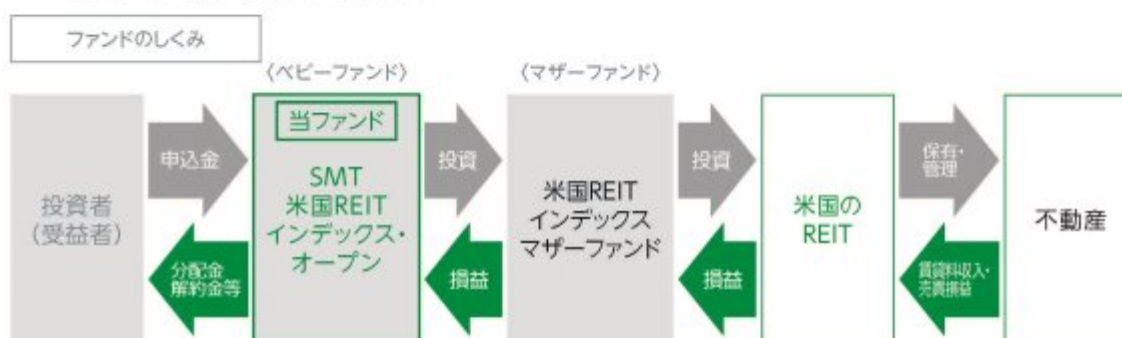 ファンドのしくみ
〈ベビーファンド〉
〈マザーファンド〉
投資者
(受益者)
申込金
分配金
解約金等
当ファンド
SMT
米国REIT
インデックス・
オープン
投資
損益
米国REIT
インデックス
マザーファンド
投資
損益
米国の
REIT
保有・
管理
賃貸料収入・
売買損益
不動産